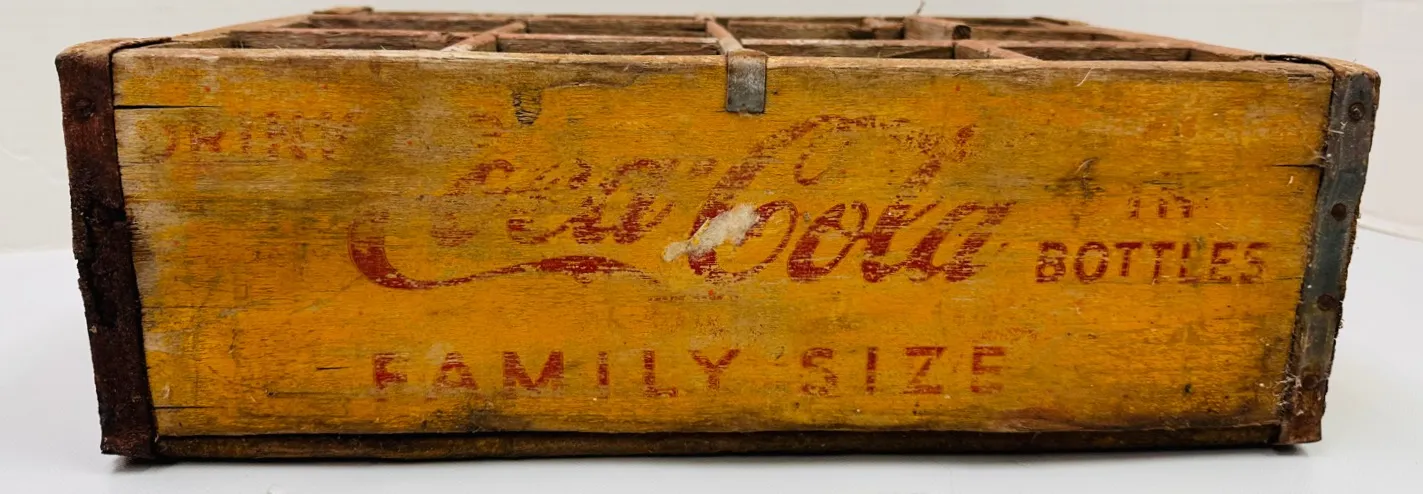 DRINK
Coca-Cola
IN
BOTTLES
FAMILY SIZE